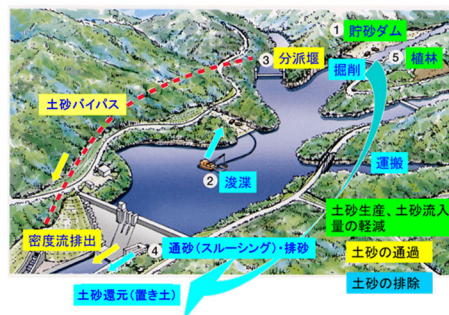 ① 貯砂ダム
③ 分派堰
掘削
⑤ 植林
土砂バイパス
② 浚渫
運搬
土砂生産、土砂流入
量の軽減
密度流排出
④ 通砂(スルーシング)・排砂
土砂の通過
土砂還元(置き土)
土砂の排除